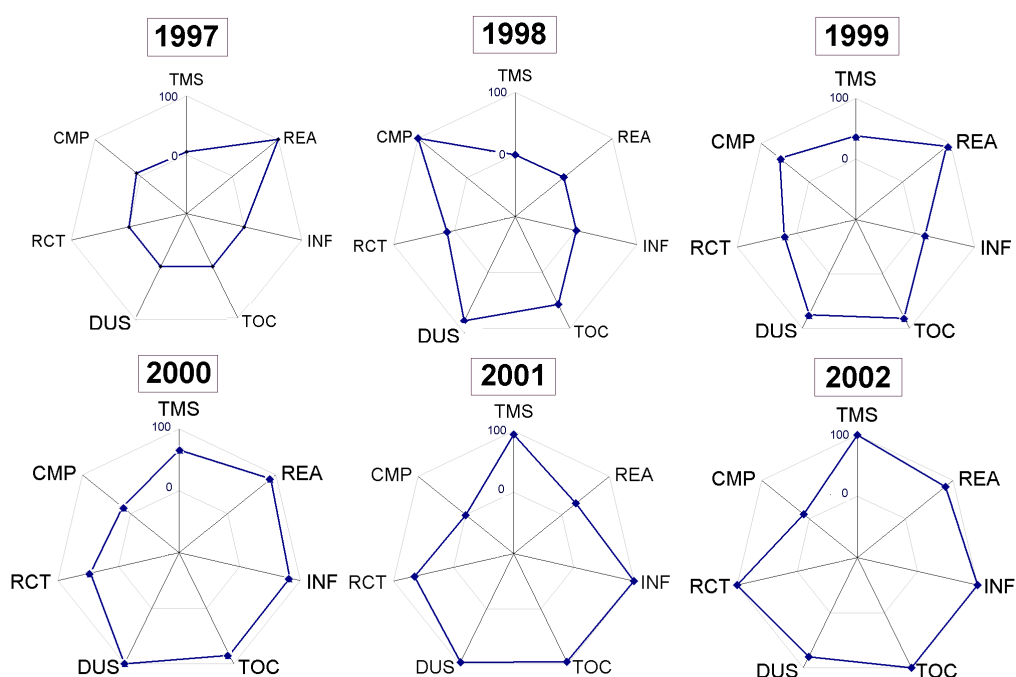 1997
TMS
100
0
REA
CMP
RCT
INF
DUS
TOC
1998
TMS
100
0
CMP
REA
RCT
INF
DUS
TOC
1999
TMS
100
0
CMP
REA
RCT
INF
DUS
TOC
2000
TMS
100
0
CMP
REA
RCT
INF
DUS
TOC
2001
TMS
100
0
CMP
REA
RCT
INF
DUS
TOC
2002
TMS
100
0
CMP
REA
RCT
INF
DUS
TOC